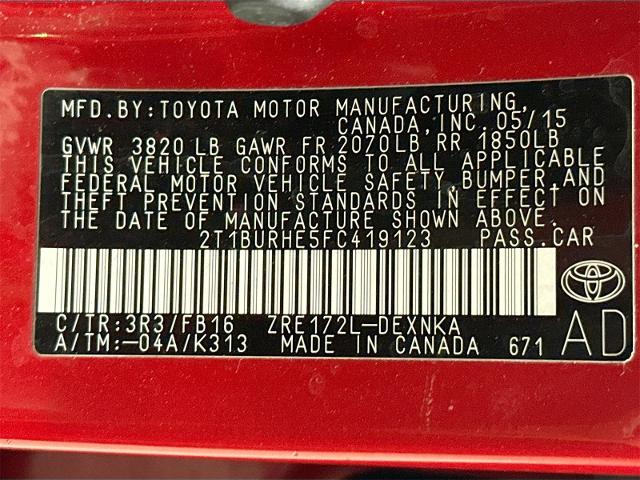 MFD.BY:TOYOTA MOTOR MANUFACTURING,
CANADA,INC. 05/15
GVWR 3820 LB GAWR FR 2070LB RR 1850LB
THIS VEHICLE CONFORMS TO ALL APPLICABLE
FEDERAL MOTOR VEHICLE SAFETY,BUMPER,AND
THEFT PREVENTION STANDARDS IN EFFECT ON
THE DATE OF MANUFACTURE SHOWN ABOVE.
2T1BURHE5FC419123 PASS.CAR
C/TR:3R3/FB16 ZRE172L-DEXNKA
A/TM:-04A/K313 MADE IN CANADA 671
AD